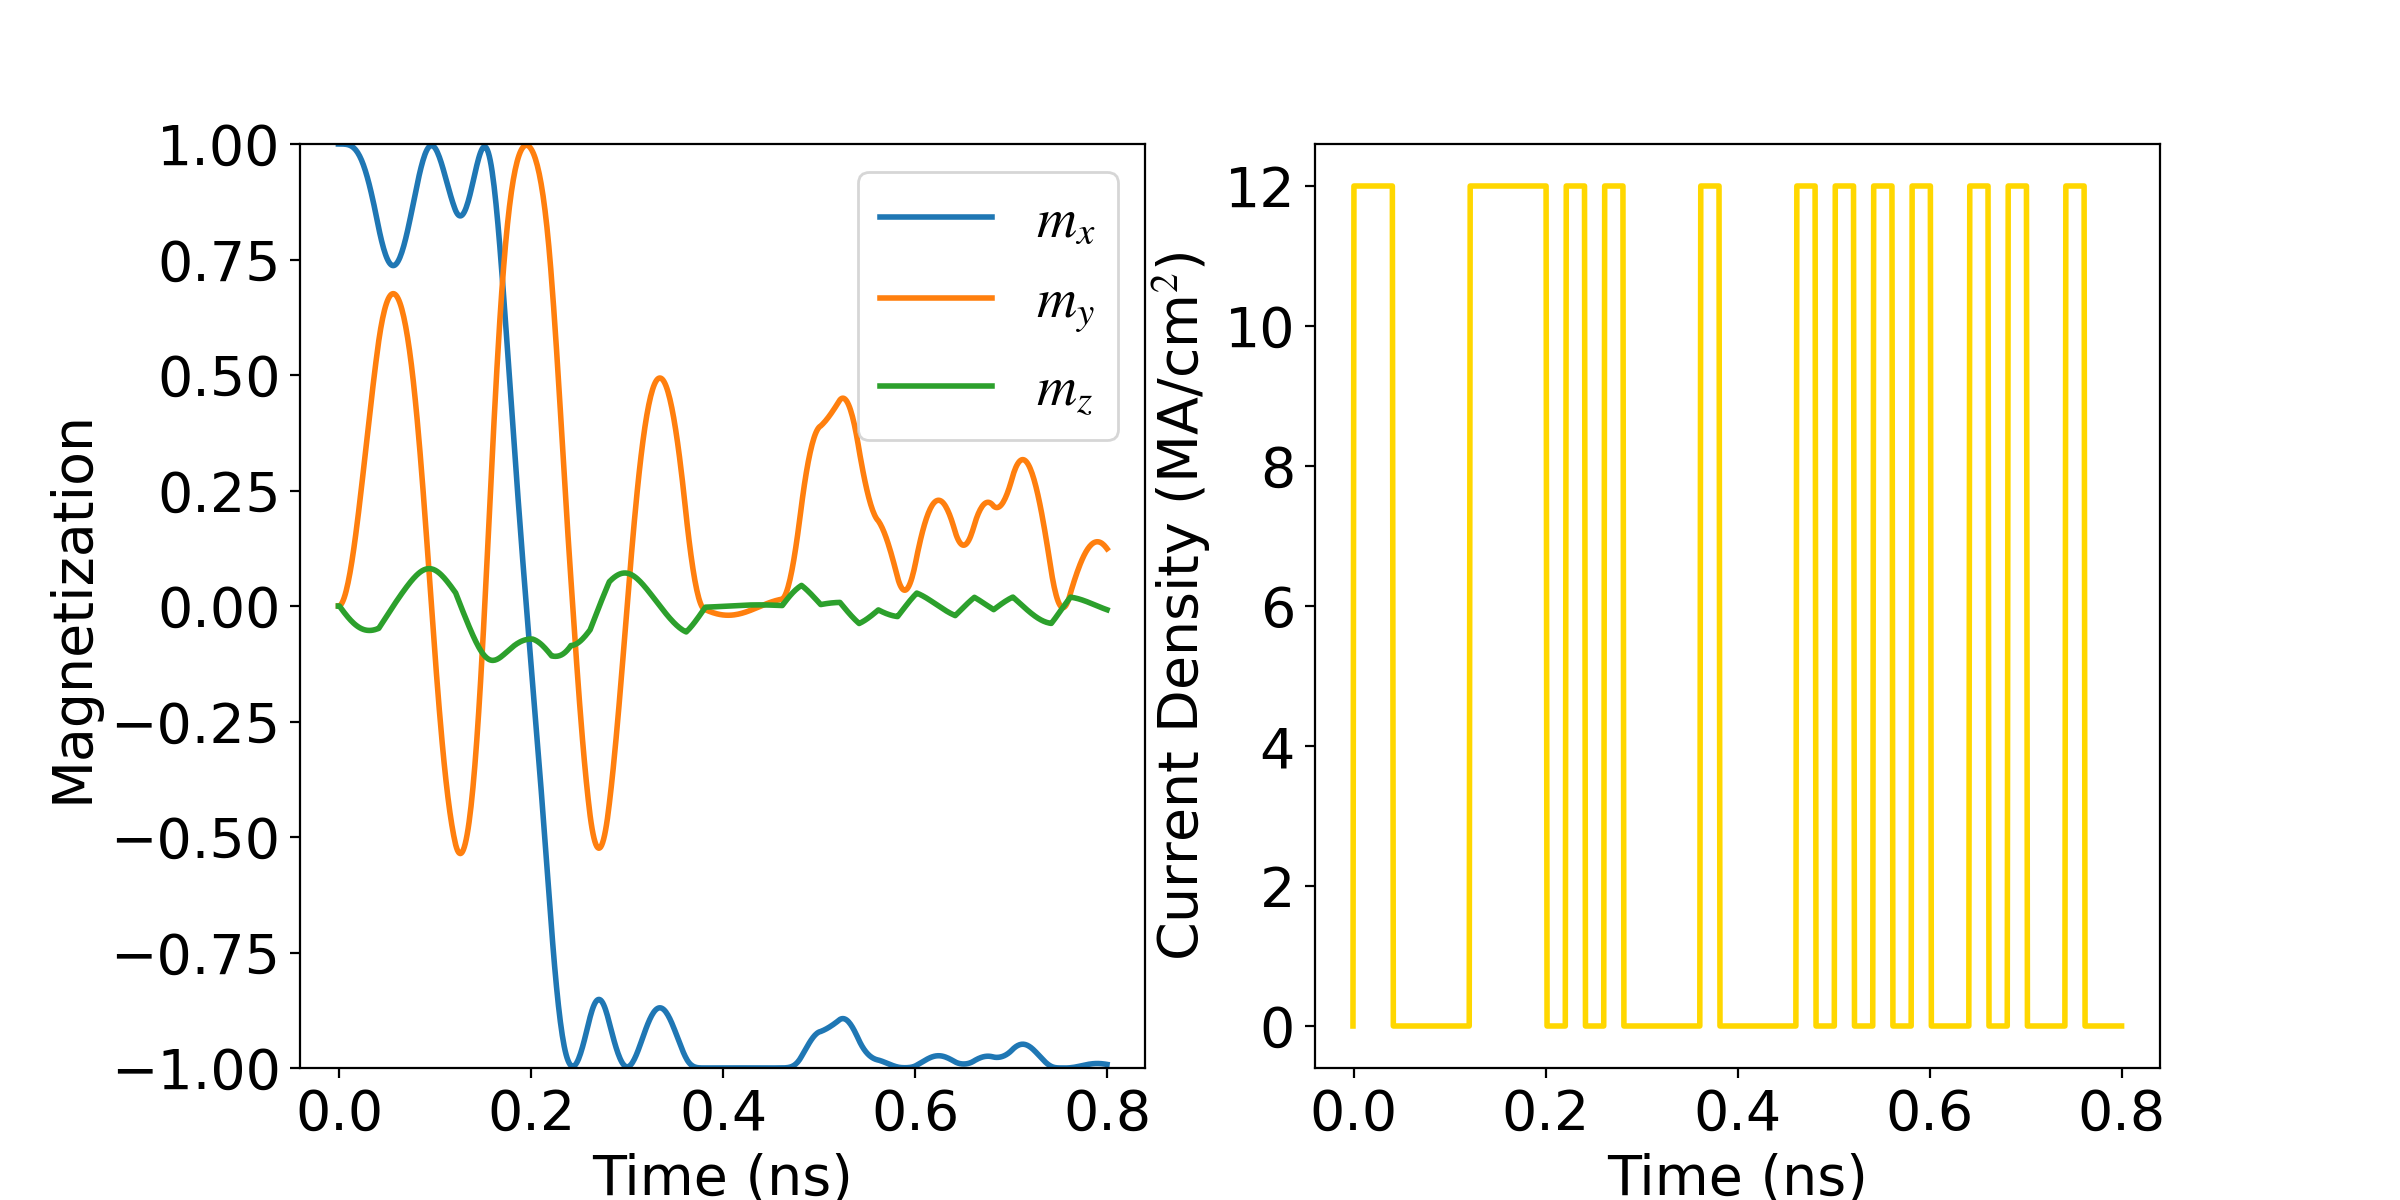 Magnetization
1.00
0.75
0.50
0.25
0.00
−0.25
−0.50
−0.75
−1.00
0.0 0.2 0.4 0.6 0.8
Time (ns)
m_x
m_y
m_z
Current Density (MA/cm²)
12
10
8
6
4
2
0
0.0 0.2 0.4 0.6 0.8
Time (ns)